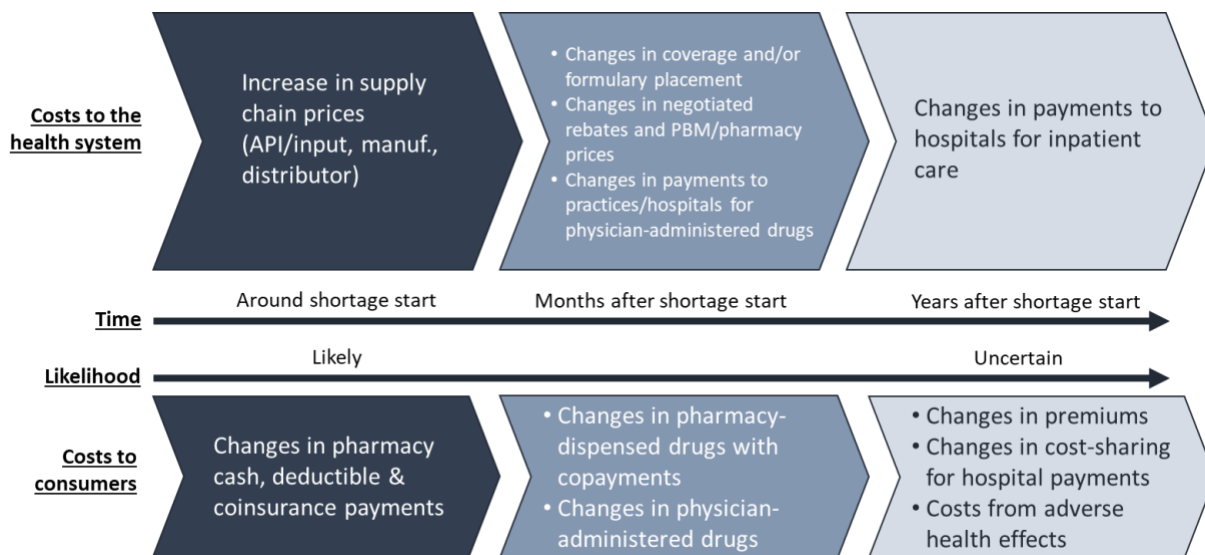 Costs to the
health system
Increase in supply
chain prices
(API/input, manuf.,
distributor)
• Changes in coverage and/or
formulary placement
• Changes in negotiated
rebates and PBM/pharmacy
prices
• Changes in payments to
practices/hospitals for
physician-administered drugs
Changes in payments to
hospitals for inpatient
care
Time
Around shortage start
Months after shortage start
Years after shortage start
Likelihood
Likely
Uncertain
Costs to
consumers
Changes in pharmacy
cash, deductible &
coinsurance payments
• Changes in pharmacy-
dispensed drugs with
copayments
• Changes in physician-
administered drugs
• Changes in premiums
• Changes in cost-sharing
for hospital payments
• Costs from adverse
health effects